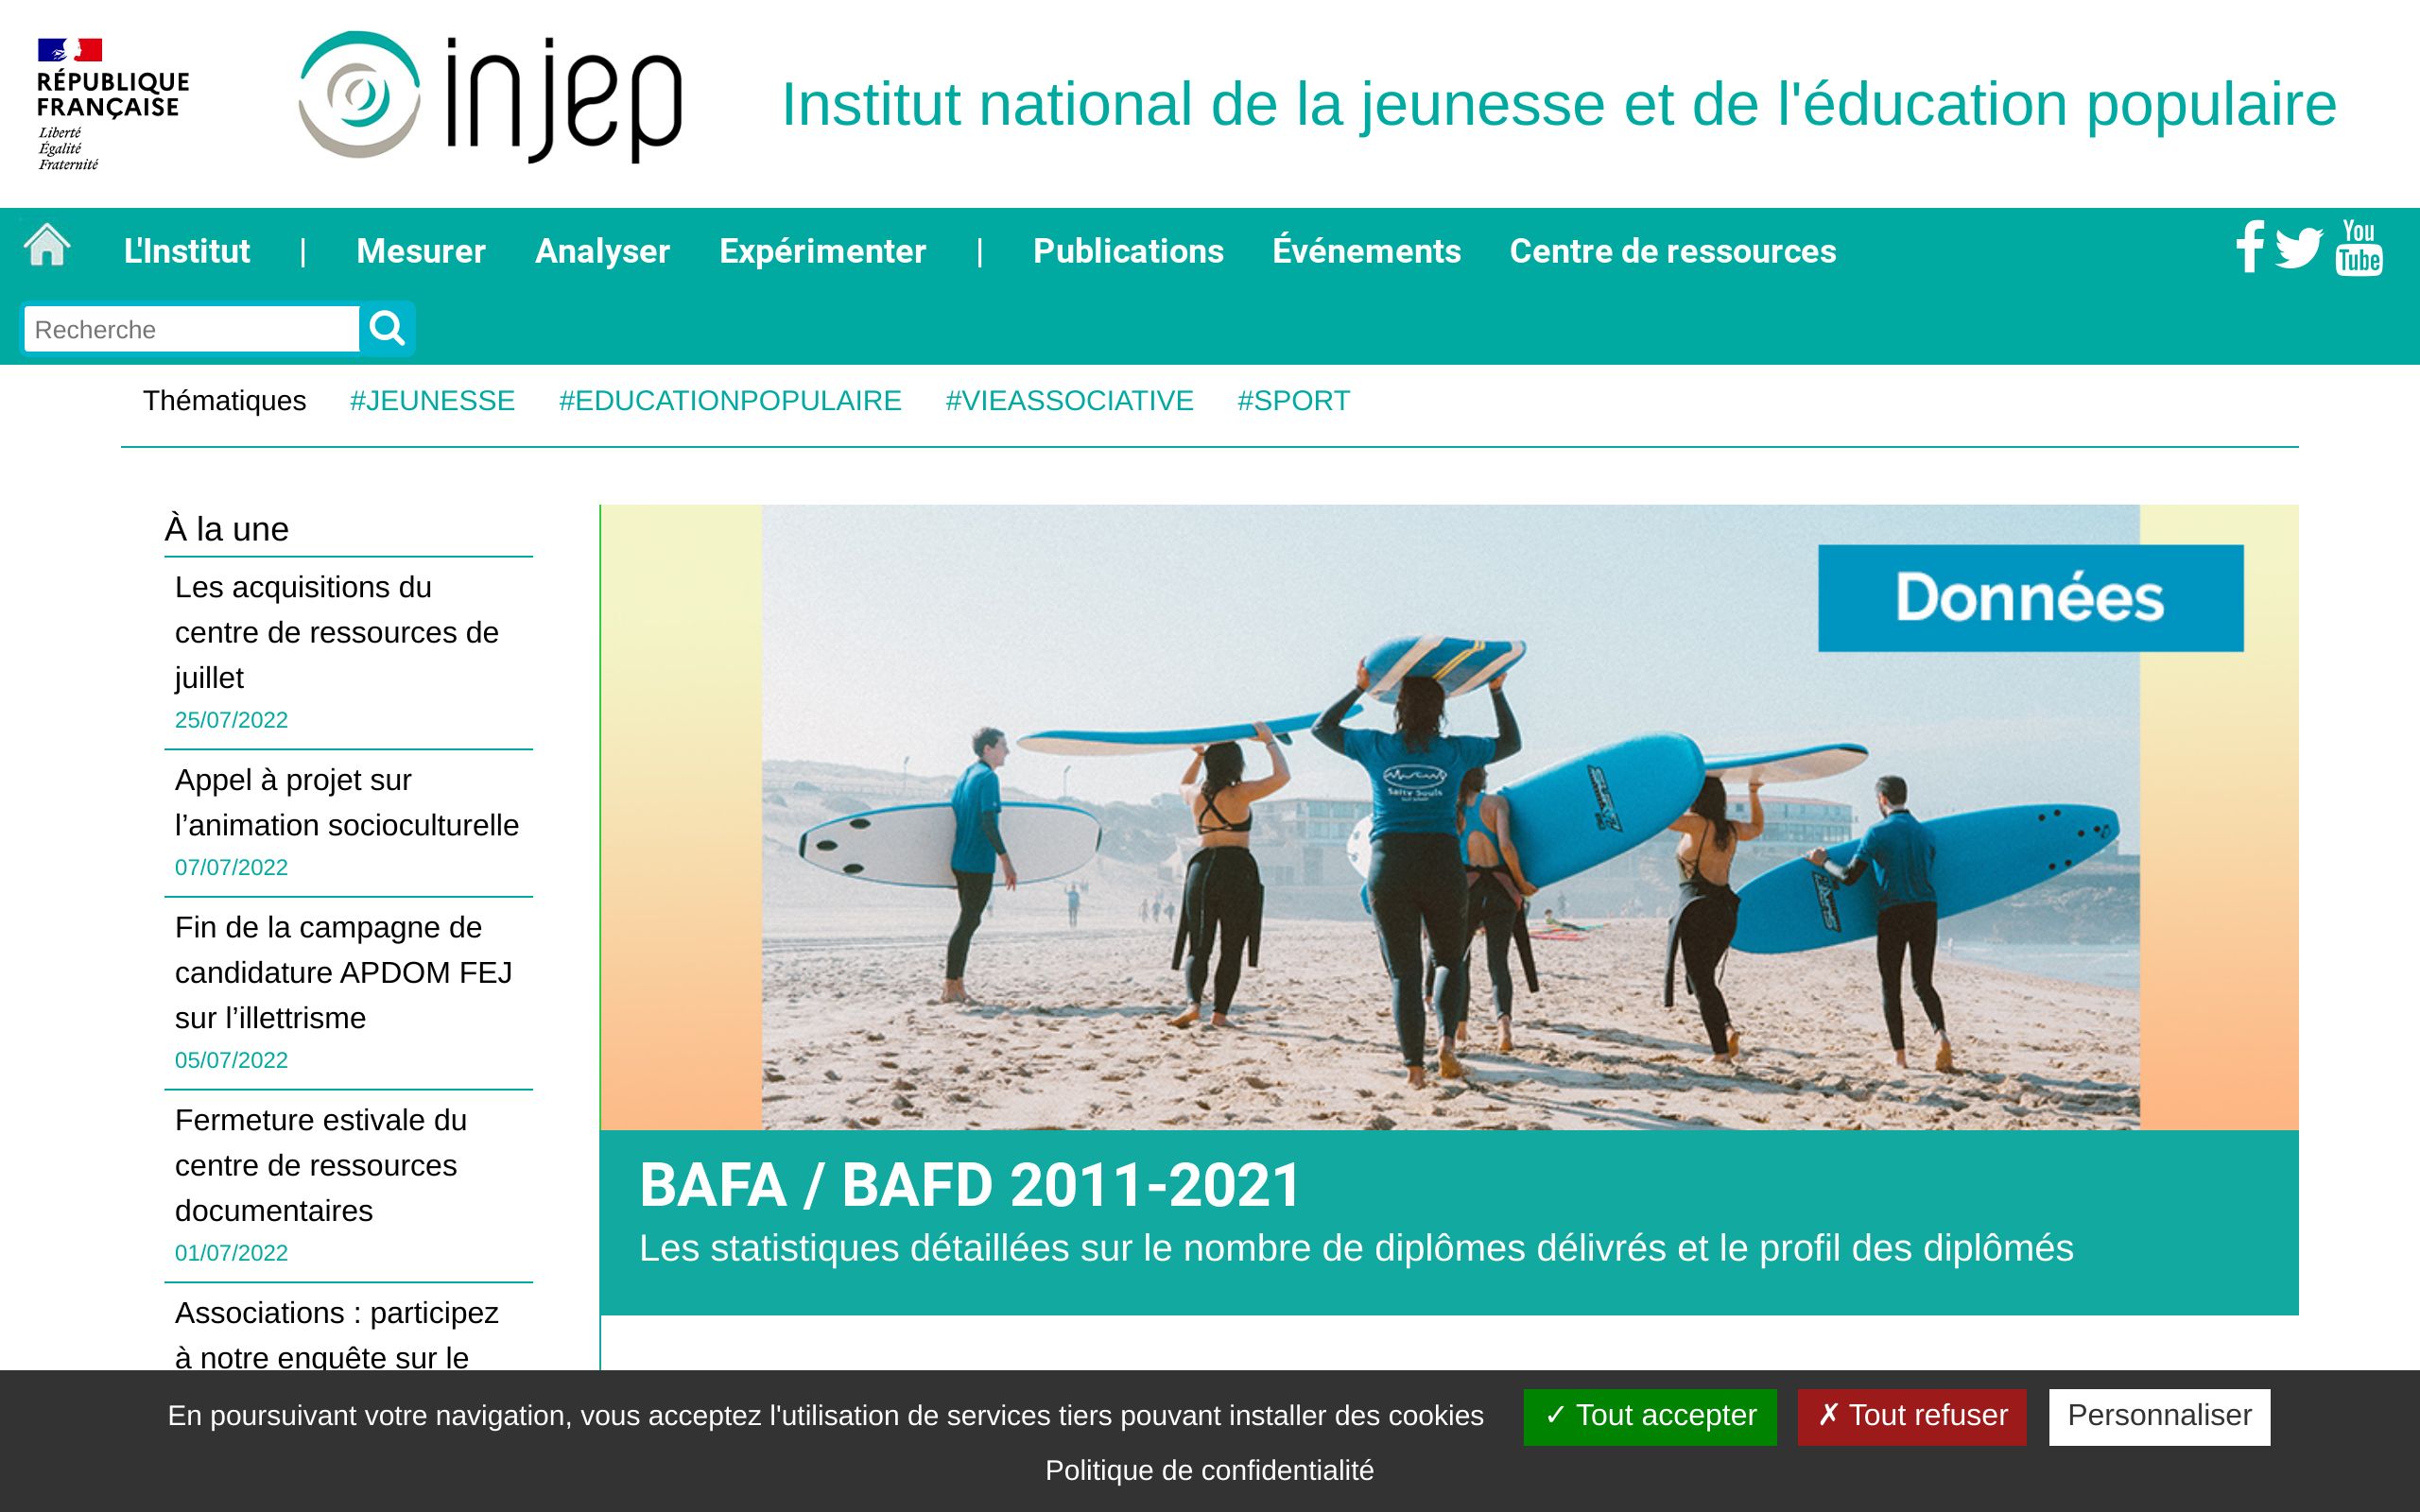 RÉPUBLIQUE
FRANÇAISE
Liberté
Égalité
Fraternité
injep
Institut national de la jeunesse et de l'éducation populaire
L'Institut | Mesurer Analyser Expérimenter | Publications Événements Centre de ressources
You
Tube
Recherche
Thématiques #JEUNESSE #EDUCATIONPOPULAIRE #VIEASSOCIATIVE #SPORT
À la une
Les acquisitions du
centre de ressources de
juillet
25/07/2022
Appel à projet sur
l’animation socioculturelle
07/07/2022
Fin de la campagne de
candidature APDOM FEJ
sur l’illettrisme
05/07/2022
Fermeture estivale du
centre de ressources
documentaires
01/07/2022
Associations : participez
à notre enquête sur le
Données
Salty Souls
BAFA / BAFD 2011-2021
Les statistiques détaillées sur le nombre de diplômes délivrés et le profil des diplômés
En poursuivant votre navigation, vous acceptez l'utilisation de services tiers pouvant installer des cookies
✓ Tout accepter
✗ Tout refuser
Personnaliser
Politique de confidentialité